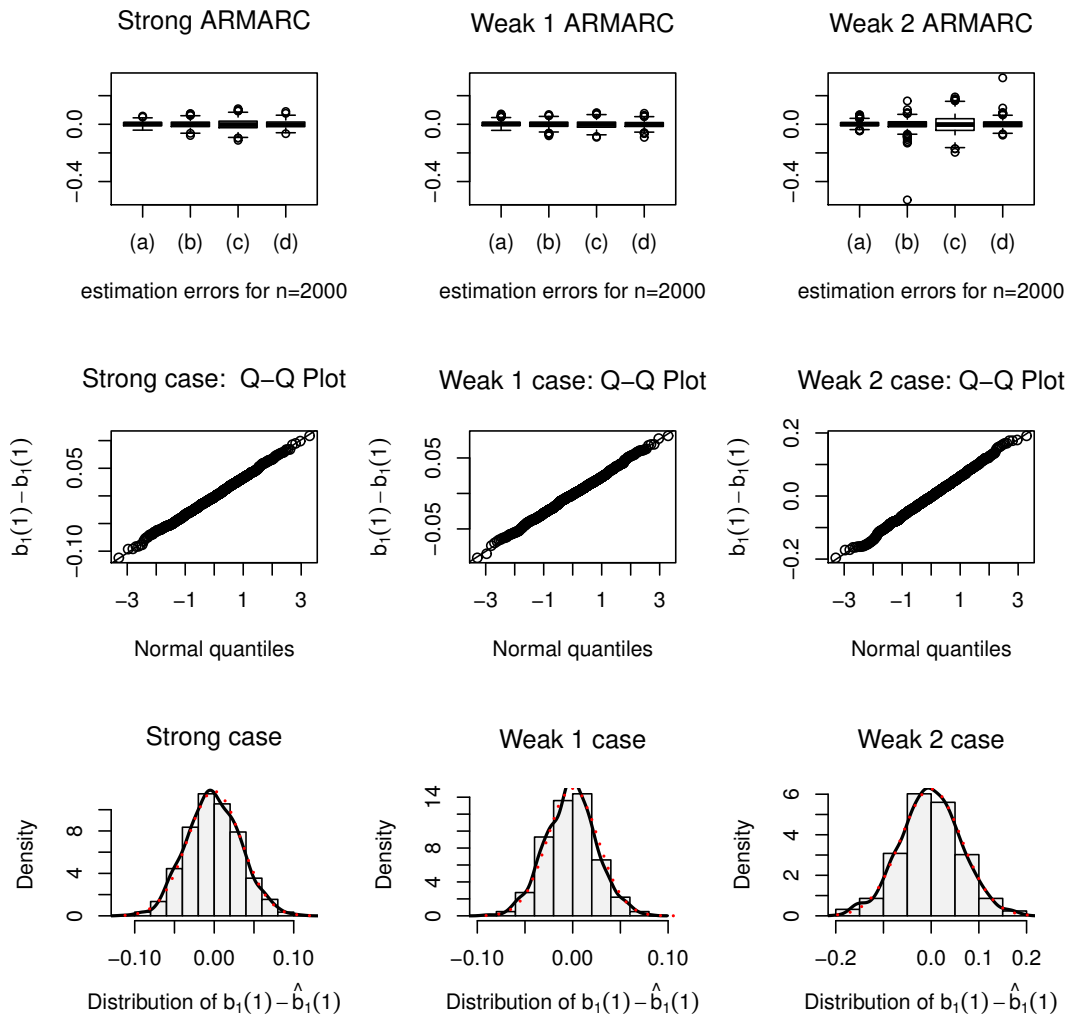 Strong ARMARC
Weak 1 ARMARC
Weak 2 ARMARC
0.0
−0.4
(a) (b) (c) (d)
estimation errors for n=2000
0.0
−0.4
(a) (b) (c) (d)
estimation errors for n=2000
0.0
−0.4
(a) (b) (c) (d)
estimation errors for n=2000
Strong case: Q−Q Plot
Weak 1 case: Q−Q Plot
Weak 2 case: Q−Q Plot
b₁(1) − b₁(1)
0.05
−0.10
−3 −1 1 3
Normal quantiles
b₁(1) − b₁(1)
0.05
−0.05
−3 −1 1 3
Normal quantiles
b₁(1) − b₁(1)
0.2
0.0
−0.2
−3 −1 1 3
Normal quantiles
Strong case
Weak 1 case
Weak 2 case
Density
8
4
0
−0.10 0.00 0.10
Distribution of b₁(1) − b̂₁(1)
Density
14
8
4
0
−0.10 0.00 0.10
Distribution of b₁(1) − b̂₁(1)
Density
6
4
2
0
−0.2 0.0 0.1 0.2
Distribution of b₁(1) − b̂₁(1)